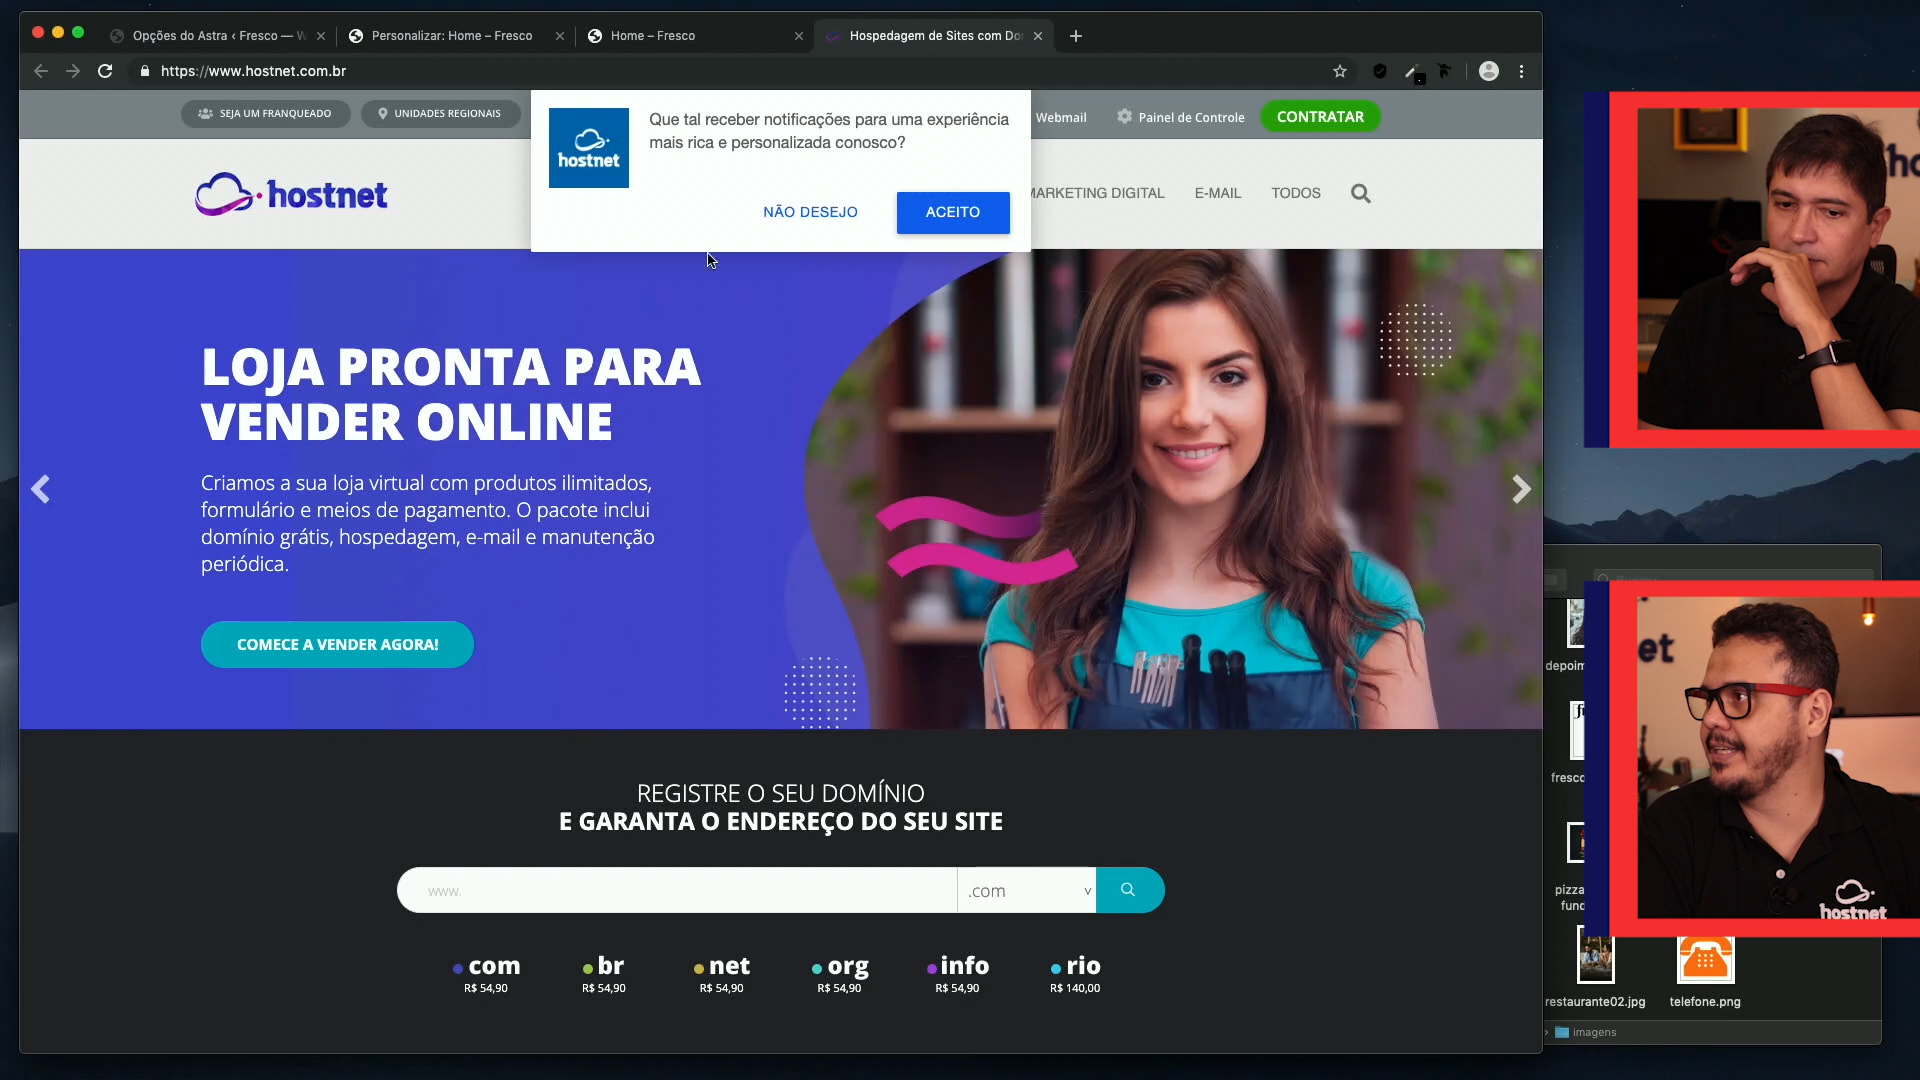 Opções do Astra ‹ Fresco — W
Personalizar: Home – Fresco
Home – Fresco
Hospedagem de Sites com Do
https://www.hostnet.com.br
SEJA UM FRANQUEADO
UNIDADES REGIONAIS
Webmail
Painel de Controle
CONTRATAR
hostnet
Que tal receber notificações para uma experiência
mais rica e personalizada conosco?
NÃO DESEJO
ACEITO
hostnet
MARKETING DIGITAL
E-MAIL
TODOS
LOJA PRONTA PARA
VENDER ONLINE
Criamos a sua loja virtual com produtos ilimitados,
formulário e meios de pagamento. O pacote inclui
domínio grátis, hospedagem, e-mail e manutenção
periódica.
COMECE A VENDER AGORA!
REGISTRE O SEU DOMÍNIO
E GARANTA O ENDEREÇO DO SEU SITE
www.
.com
com
R$ 54,90
br
R$ 54,90
net
R$ 54,90
org
R$ 54,90
info
R$ 54,90
rio
R$ 140,00
ho
et
hostnet
depoim
fresco
pizza
fund
restaurante02.jpg
telefone.png
imagens